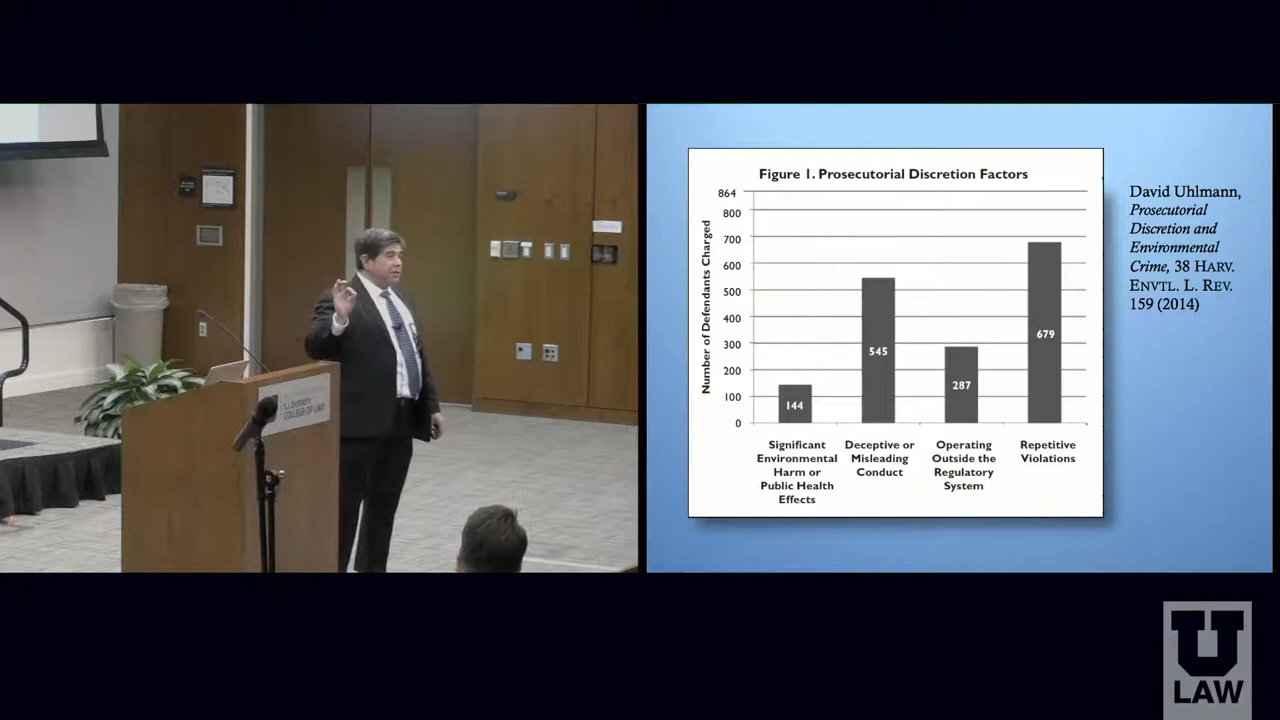 S.J. QUINNEY
COLLEGE OF LAW
Figure 1. Prosecutorial Discretion Factors
Number of Defendants Charged
864
800
700
600
500
400
300
200
100
0
144
545
287
679
Significant
Environmental
Harm or
Public Health
Effects
Deceptive or
Misleading
Conduct
Operating
Outside the
Regulatory
System
Repetitive
Violations
David Uhlmann,
Prosecutorial
Discretion and
Environmental
Crime, 38 HARV.
ENVTL. L. REV.
159 (2014)
U
LAW